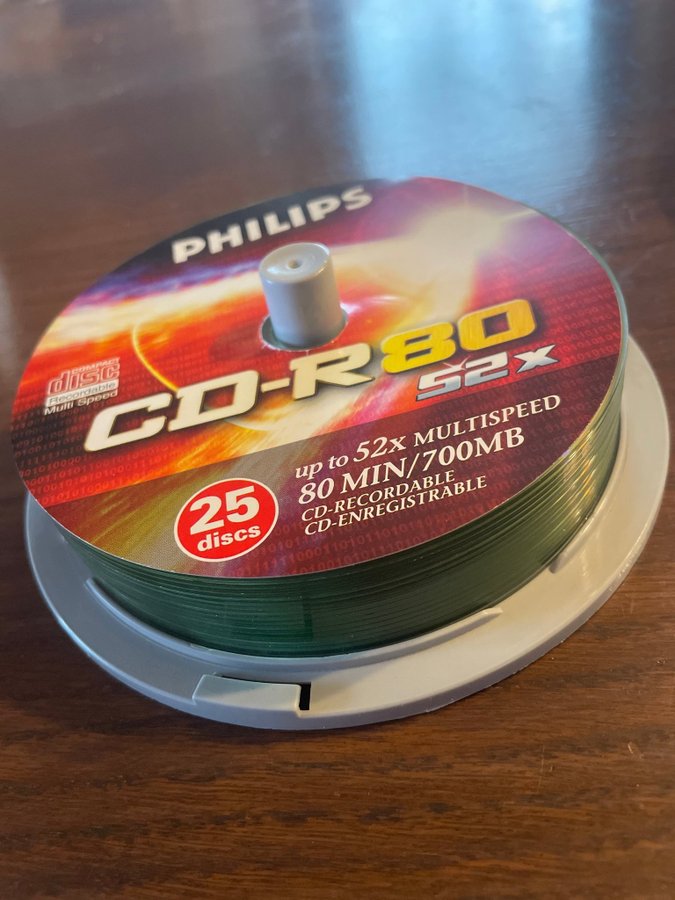 PHILIPS
COMPACT
disc
Recordable
Multi Speed
CD-R80
52x
up to 52x MULTISPEED
80 MIN/700MB
CD-RECORDABLE
CD-ENREGISTRABLE
25
discs